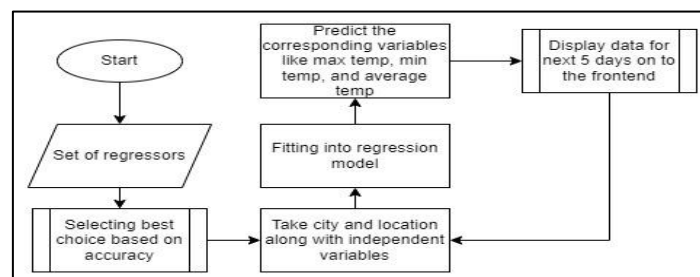 Start
Set of regressors
Selecting best
choice based on
accuracy
Take city and location
along with independent
variables
Fitting into regression
model
Predict the
corresponding variables
like max temp, min
temp, and average
temp
Display data for
next 5 days on to
the frontend